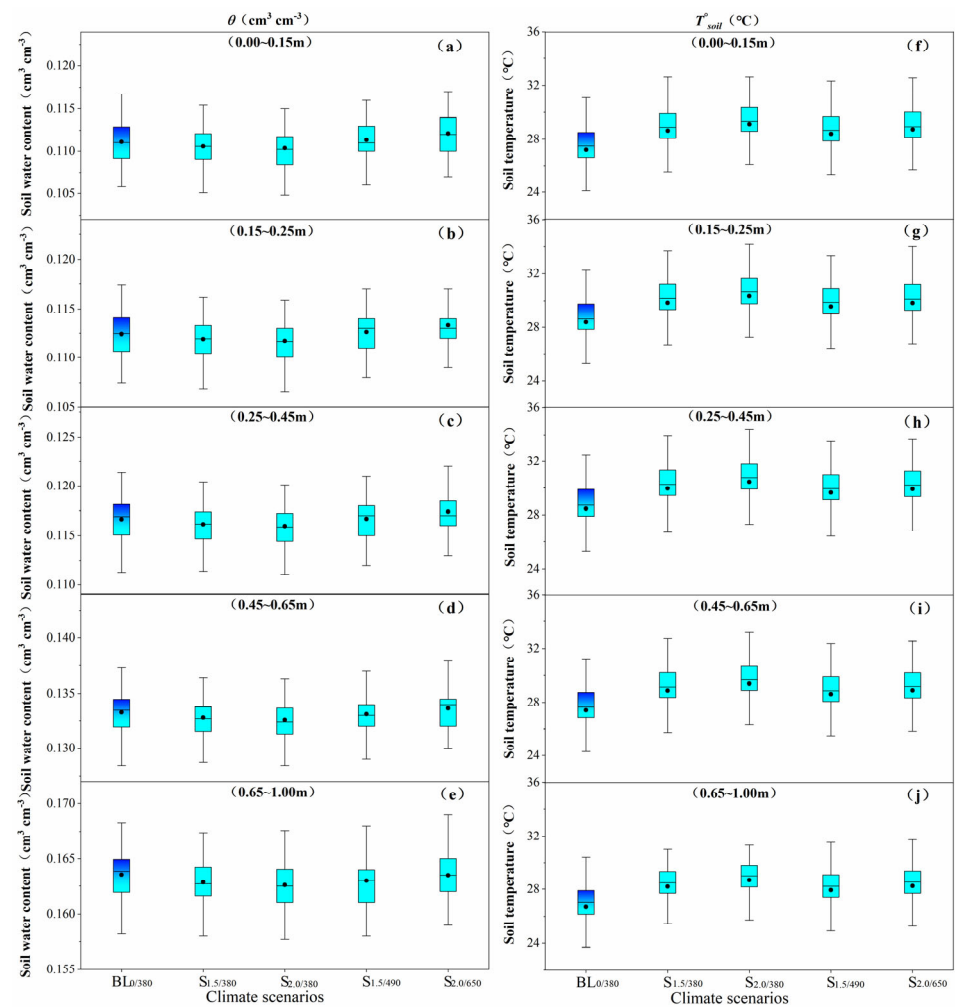 θ (cm³ cm⁻³)
(0.00~0.15m)
(a)
Soil water content (cm³ cm⁻³)
0.120
0.115
0.110
0.105
(0.15~0.25m)
(b)
Soil water content (cm³ cm⁻³)
0.120
0.115
0.110
0.105
(0.25~0.45m)
(c)
Soil water content (cm³ cm⁻³)
0.125
0.120
0.115
0.110
(0.45~0.65m)
(d)
Soil water content (cm³ cm⁻³)
0.140
0.135
0.130
(0.65~1.00m)
(e)
Soil water content (cm³ cm⁻³)
0.170
0.165
0.160
0.155
BL0/380 S1.5/380 S2.0/380 S1.5/490 S2.0/650
Climate scenarios
T°soil (℃)
(0.00~0.15m)
(f)
Soil temperature (℃)
36
32
28
24
(0.15~0.25m)
(g)
Soil temperature (℃)
36
32
28
24
(0.25~0.45m)
(h)
Soil temperature (℃)
36
32
28
24
(0.45~0.65m)
(i)
Soil temperature (℃)
36
32
28
24
(0.65~1.00m)
(j)
Soil temperature (℃)
36
32
28
24
BL0/380 S1.5/380 S2.0/380 S1.5/490 S2.0/650
Climate scenarios